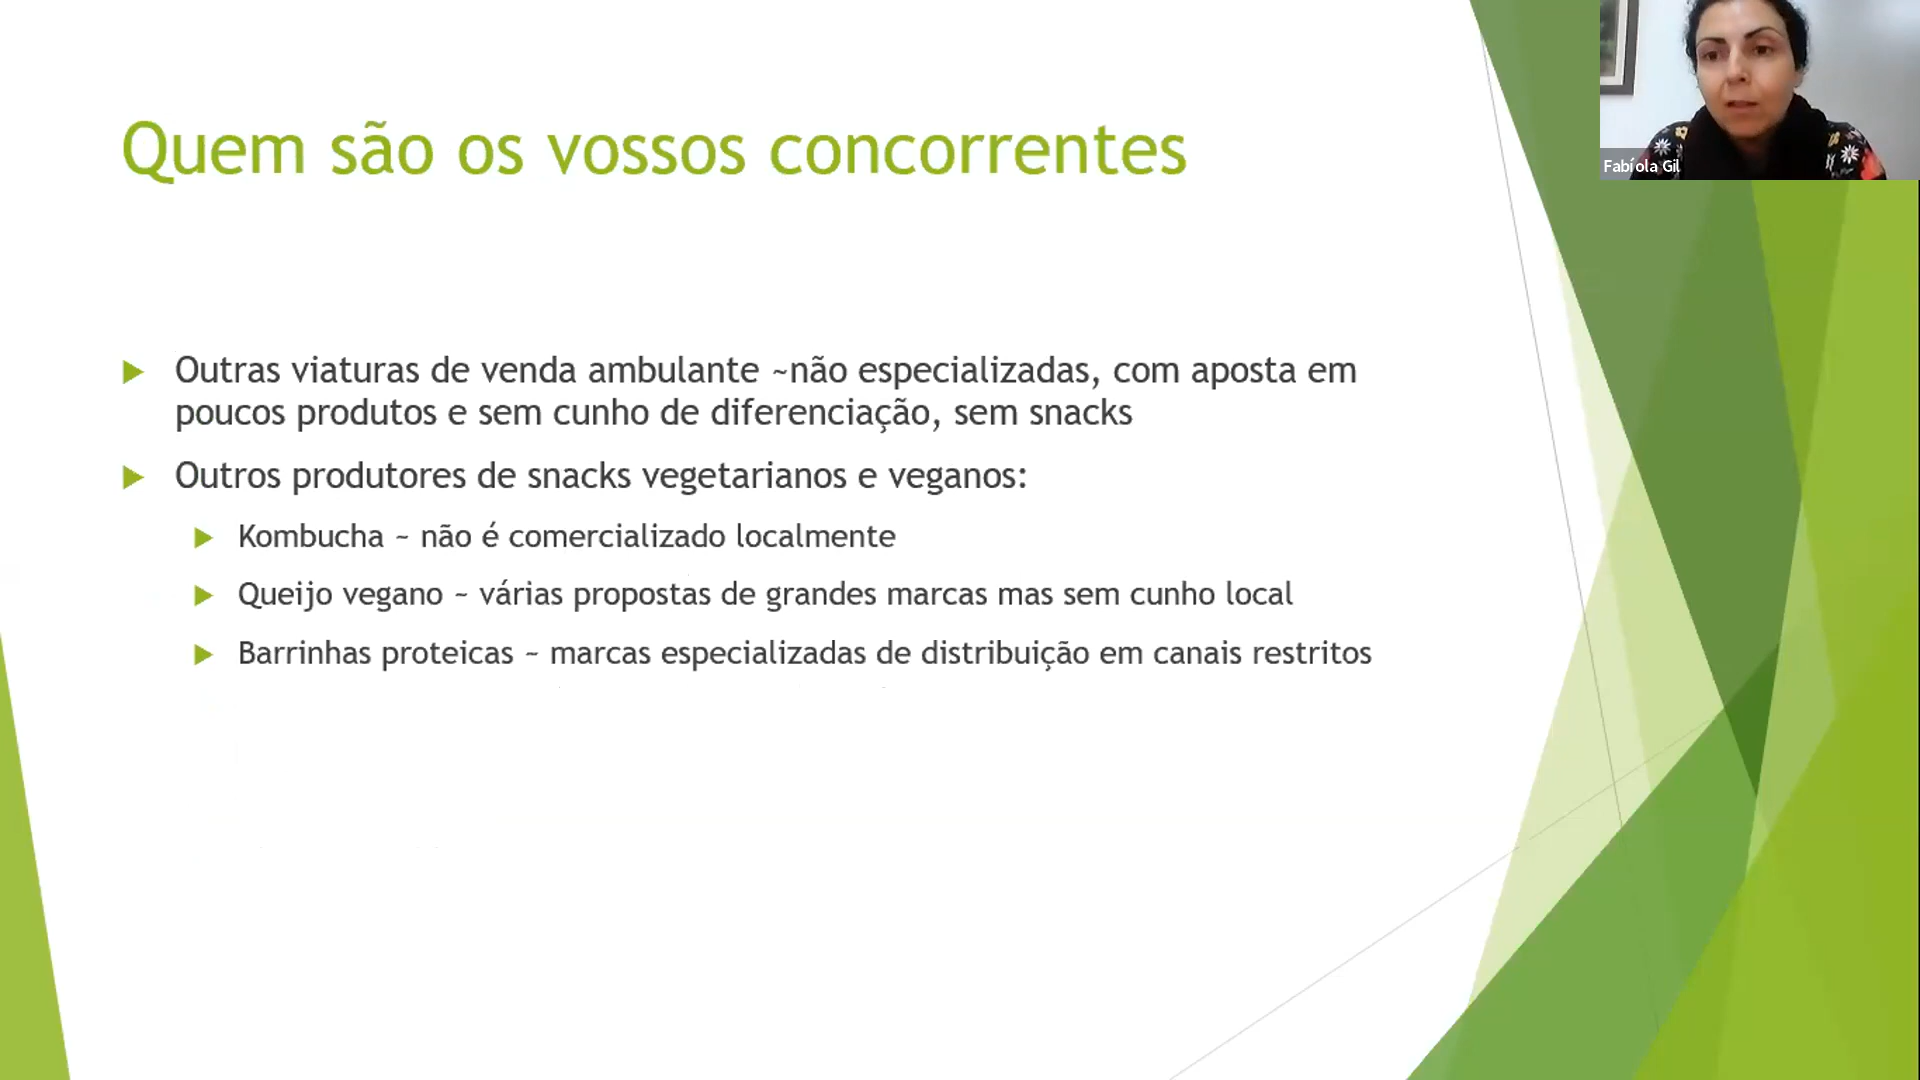 Quem são os vossos concorrentes
Fabíola Gil
Outras viaturas de venda ambulante ~não especializadas, com aposta em
poucos produtos e sem cunho de diferenciação, sem snacks
Outros produtores de snacks vegetarianos e veganos:
Kombucha ~ não é comercializado localmente
Queijo vegano ~ várias propostas de grandes marcas mas sem cunho local
Barrinhas proteicas ~ marcas especializadas de distribuição em canais restritos